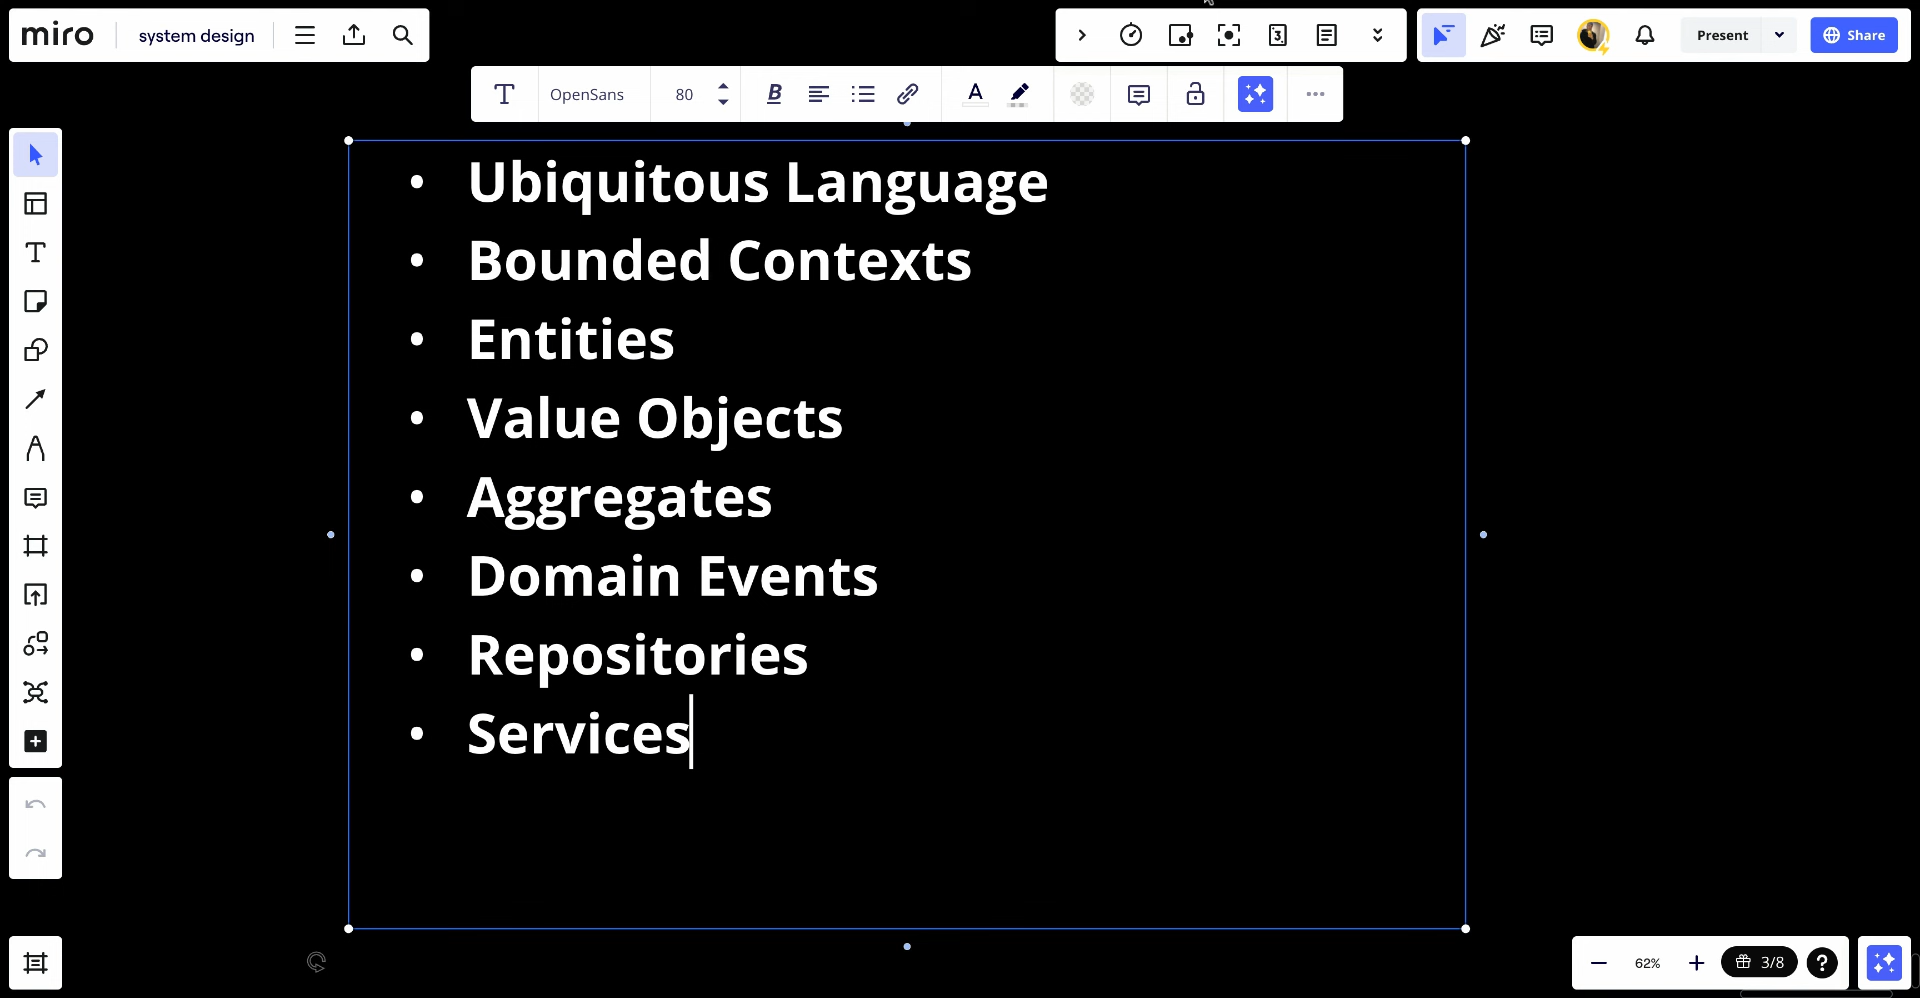 miro
system design
3
Present
Share
OpenSans
80
B
A
• Ubiquitous Language
• Bounded Contexts
• Entities
• Value Objects
• Aggregates
• Domain Events
• Repositories
• Services
62%
3/8
?